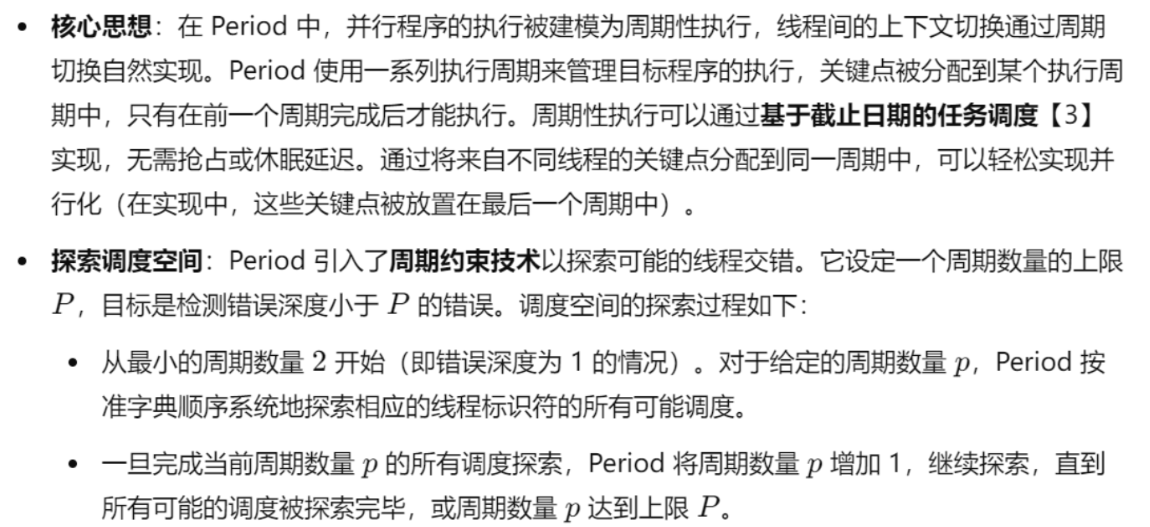 • 核心思想：在 Period 中，并行程序的执行被建模为周期性执行，线程间的上下文切换通过周期
切换自然实现。Period 使用一系列执行周期来管理目标程序的执行，关键点被分配到某个执行周
期中，只有在前一个周期完成后才能执行。周期性执行可以通过基于截止日期的任务调度【3】
实现，无需抢占或休眠延迟。通过将来自不同线程的关键点分配到同一周期中，可以轻松实现并
行化（在实现中，这些关键点被放置在最后一个周期中）。
• 探索调度空间：Period 引入了周期约束技术以探索可能的线程交错。它设定一个周期数量的上限
P，目标是检测错误深度小于 P 的错误。调度空间的探索过程如下：
• 从最小的周期数量 2 开始（即错误深度为 1 的情况）。对于给定的周期数量 p，Period 按
准字典顺序系统地探索相应的线程标识符的所有可能调度。
• 一旦完成当前周期数量 p 的所有调度探索，Period 将周期数量 p 增加 1，继续探索，直到
所有可能的调度被探索完毕，或周期数量 p 达到上限 P。